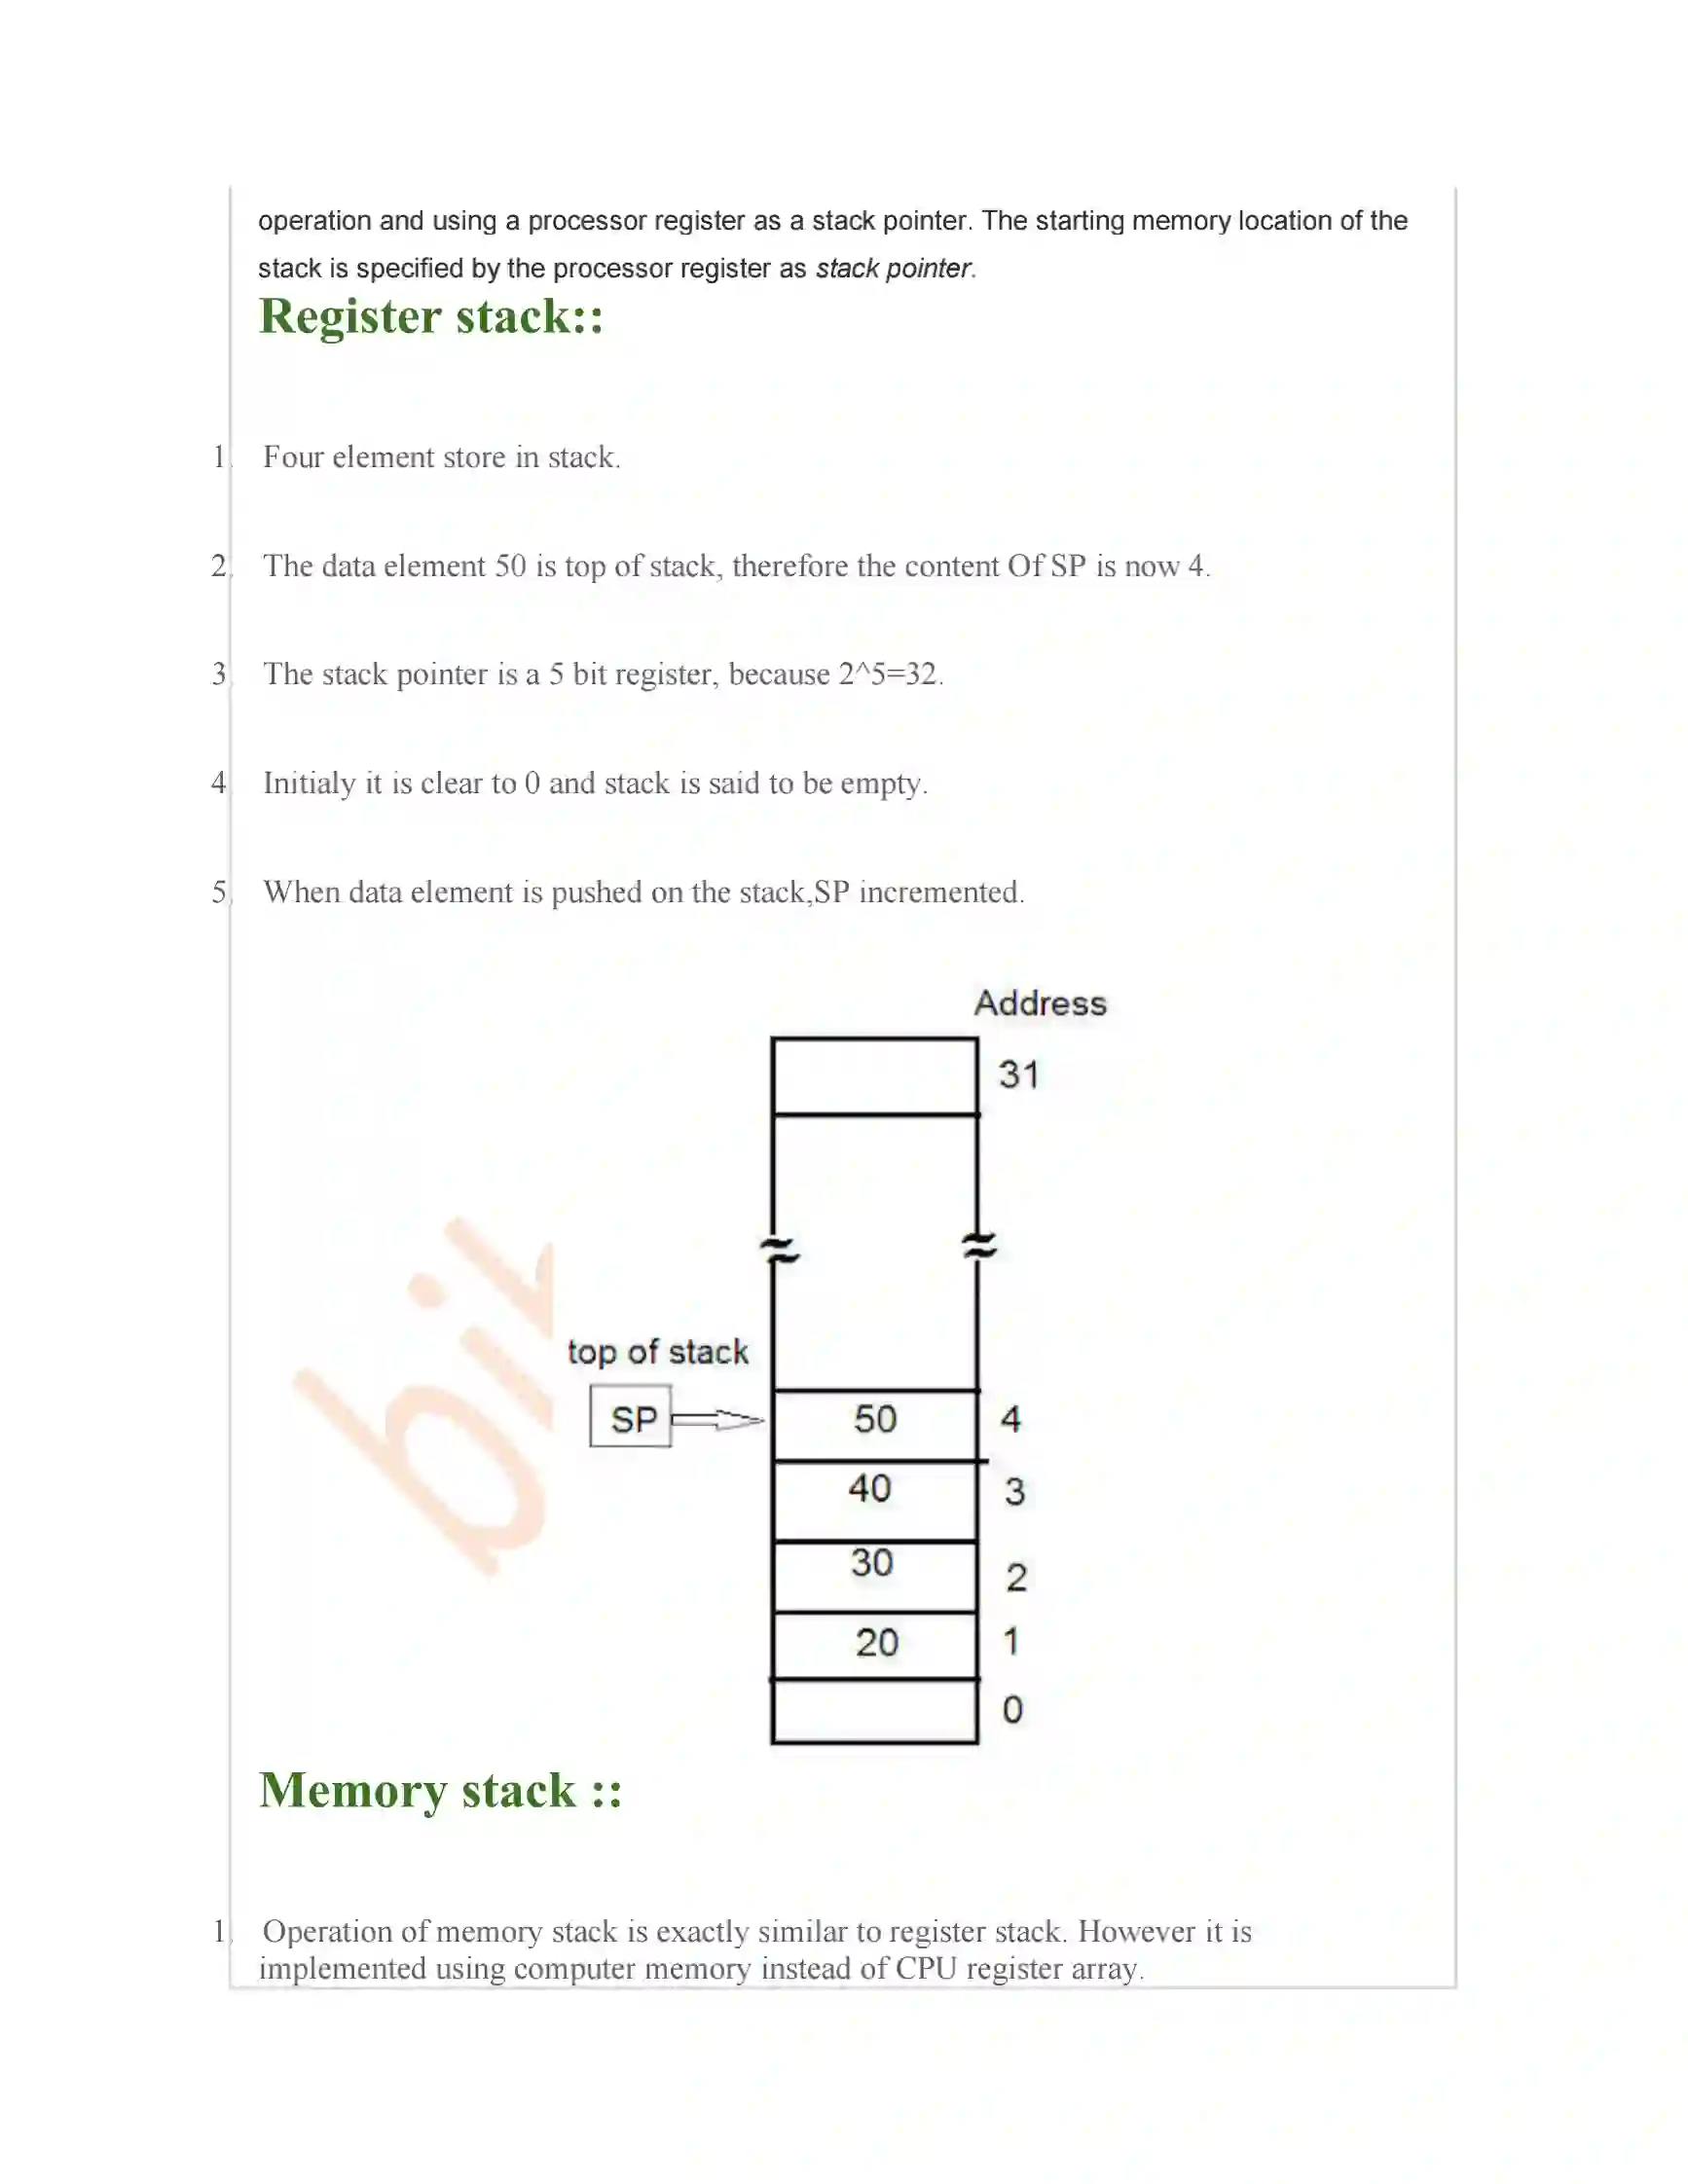 operation and using a processor register as a stack pointer. The starting memory location of the
stack is specified by the processor register as stack pointer.
Register stack::
1. Four element store in stack.
2. The data element 50 is top of stack, therefore the content Of SP is now 4.
3. The stack pointer is a 5 bit register, because 2^5=32.
4. Initialy it is clear to 0 and stack is said to be empty.
5. When data element is pushed on the stack,SP incremented.
Address
31
top of stack
SP 50 4
40 3
30 2
20 1
0
Memory stack ::
1. Operation of memory stack is exactly similar to register stack. However it is
implemented using computer memory instead of CPU register array.